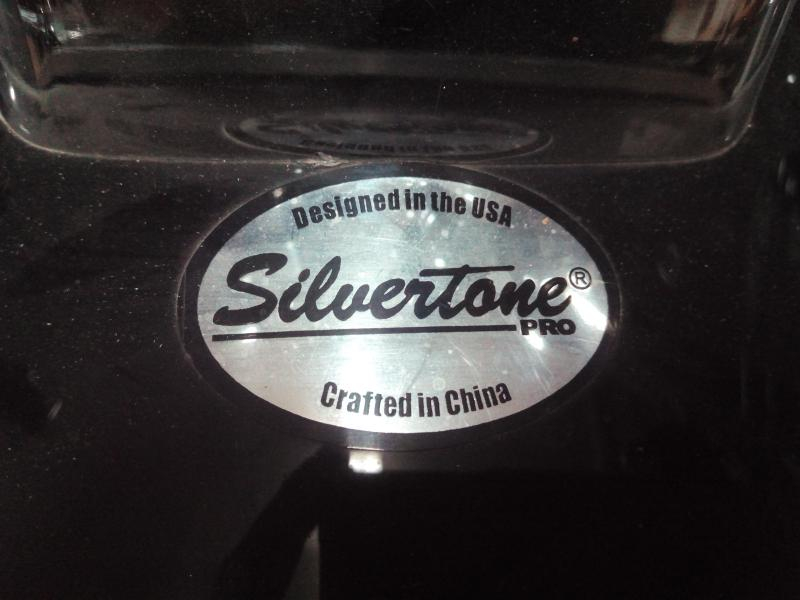 Designed in the USA
Silvertone®
PRO
Crafted in China